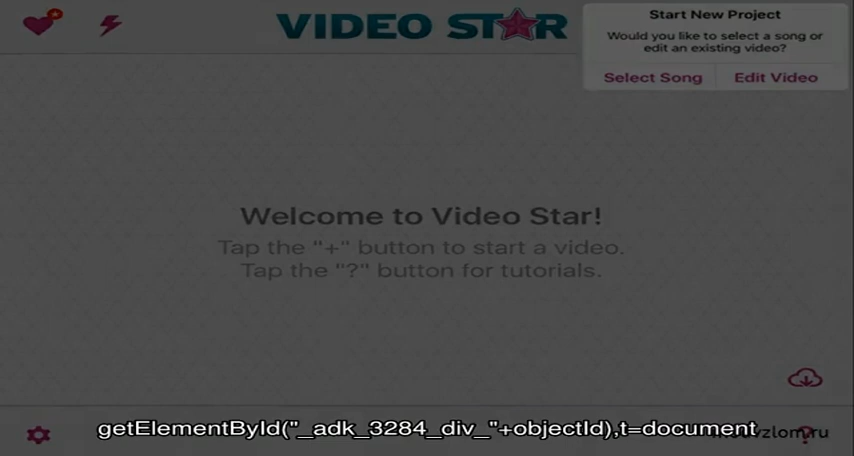 VIDEO STAR
Start New Project
Would you like to select a song or
edit an existing video?
Select Song
Edit Video
Welcome to Video Star!
Tap the "+" button to start a video.
Tap the "?" button for tutorials.
getElementById("_adk_3284_div_"+objectId),t=document